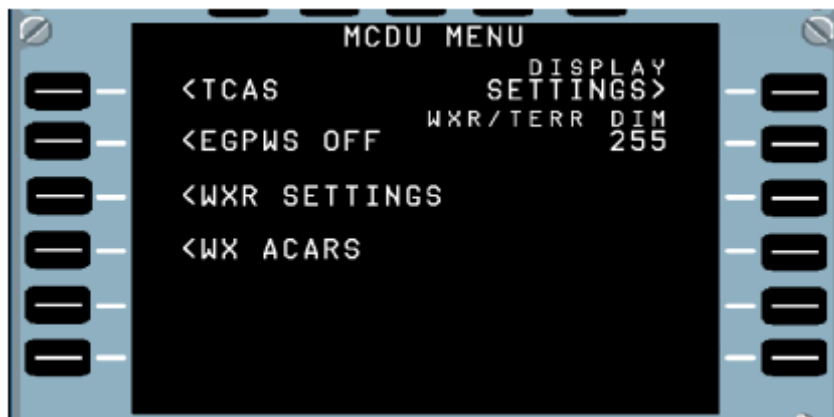 MCDU MENU
DISPLAY
<TCAS SETTINGS>
WXR/TERR DIM
<EGPWS OFF 255
<WXR SETTINGS
<WX ACARS